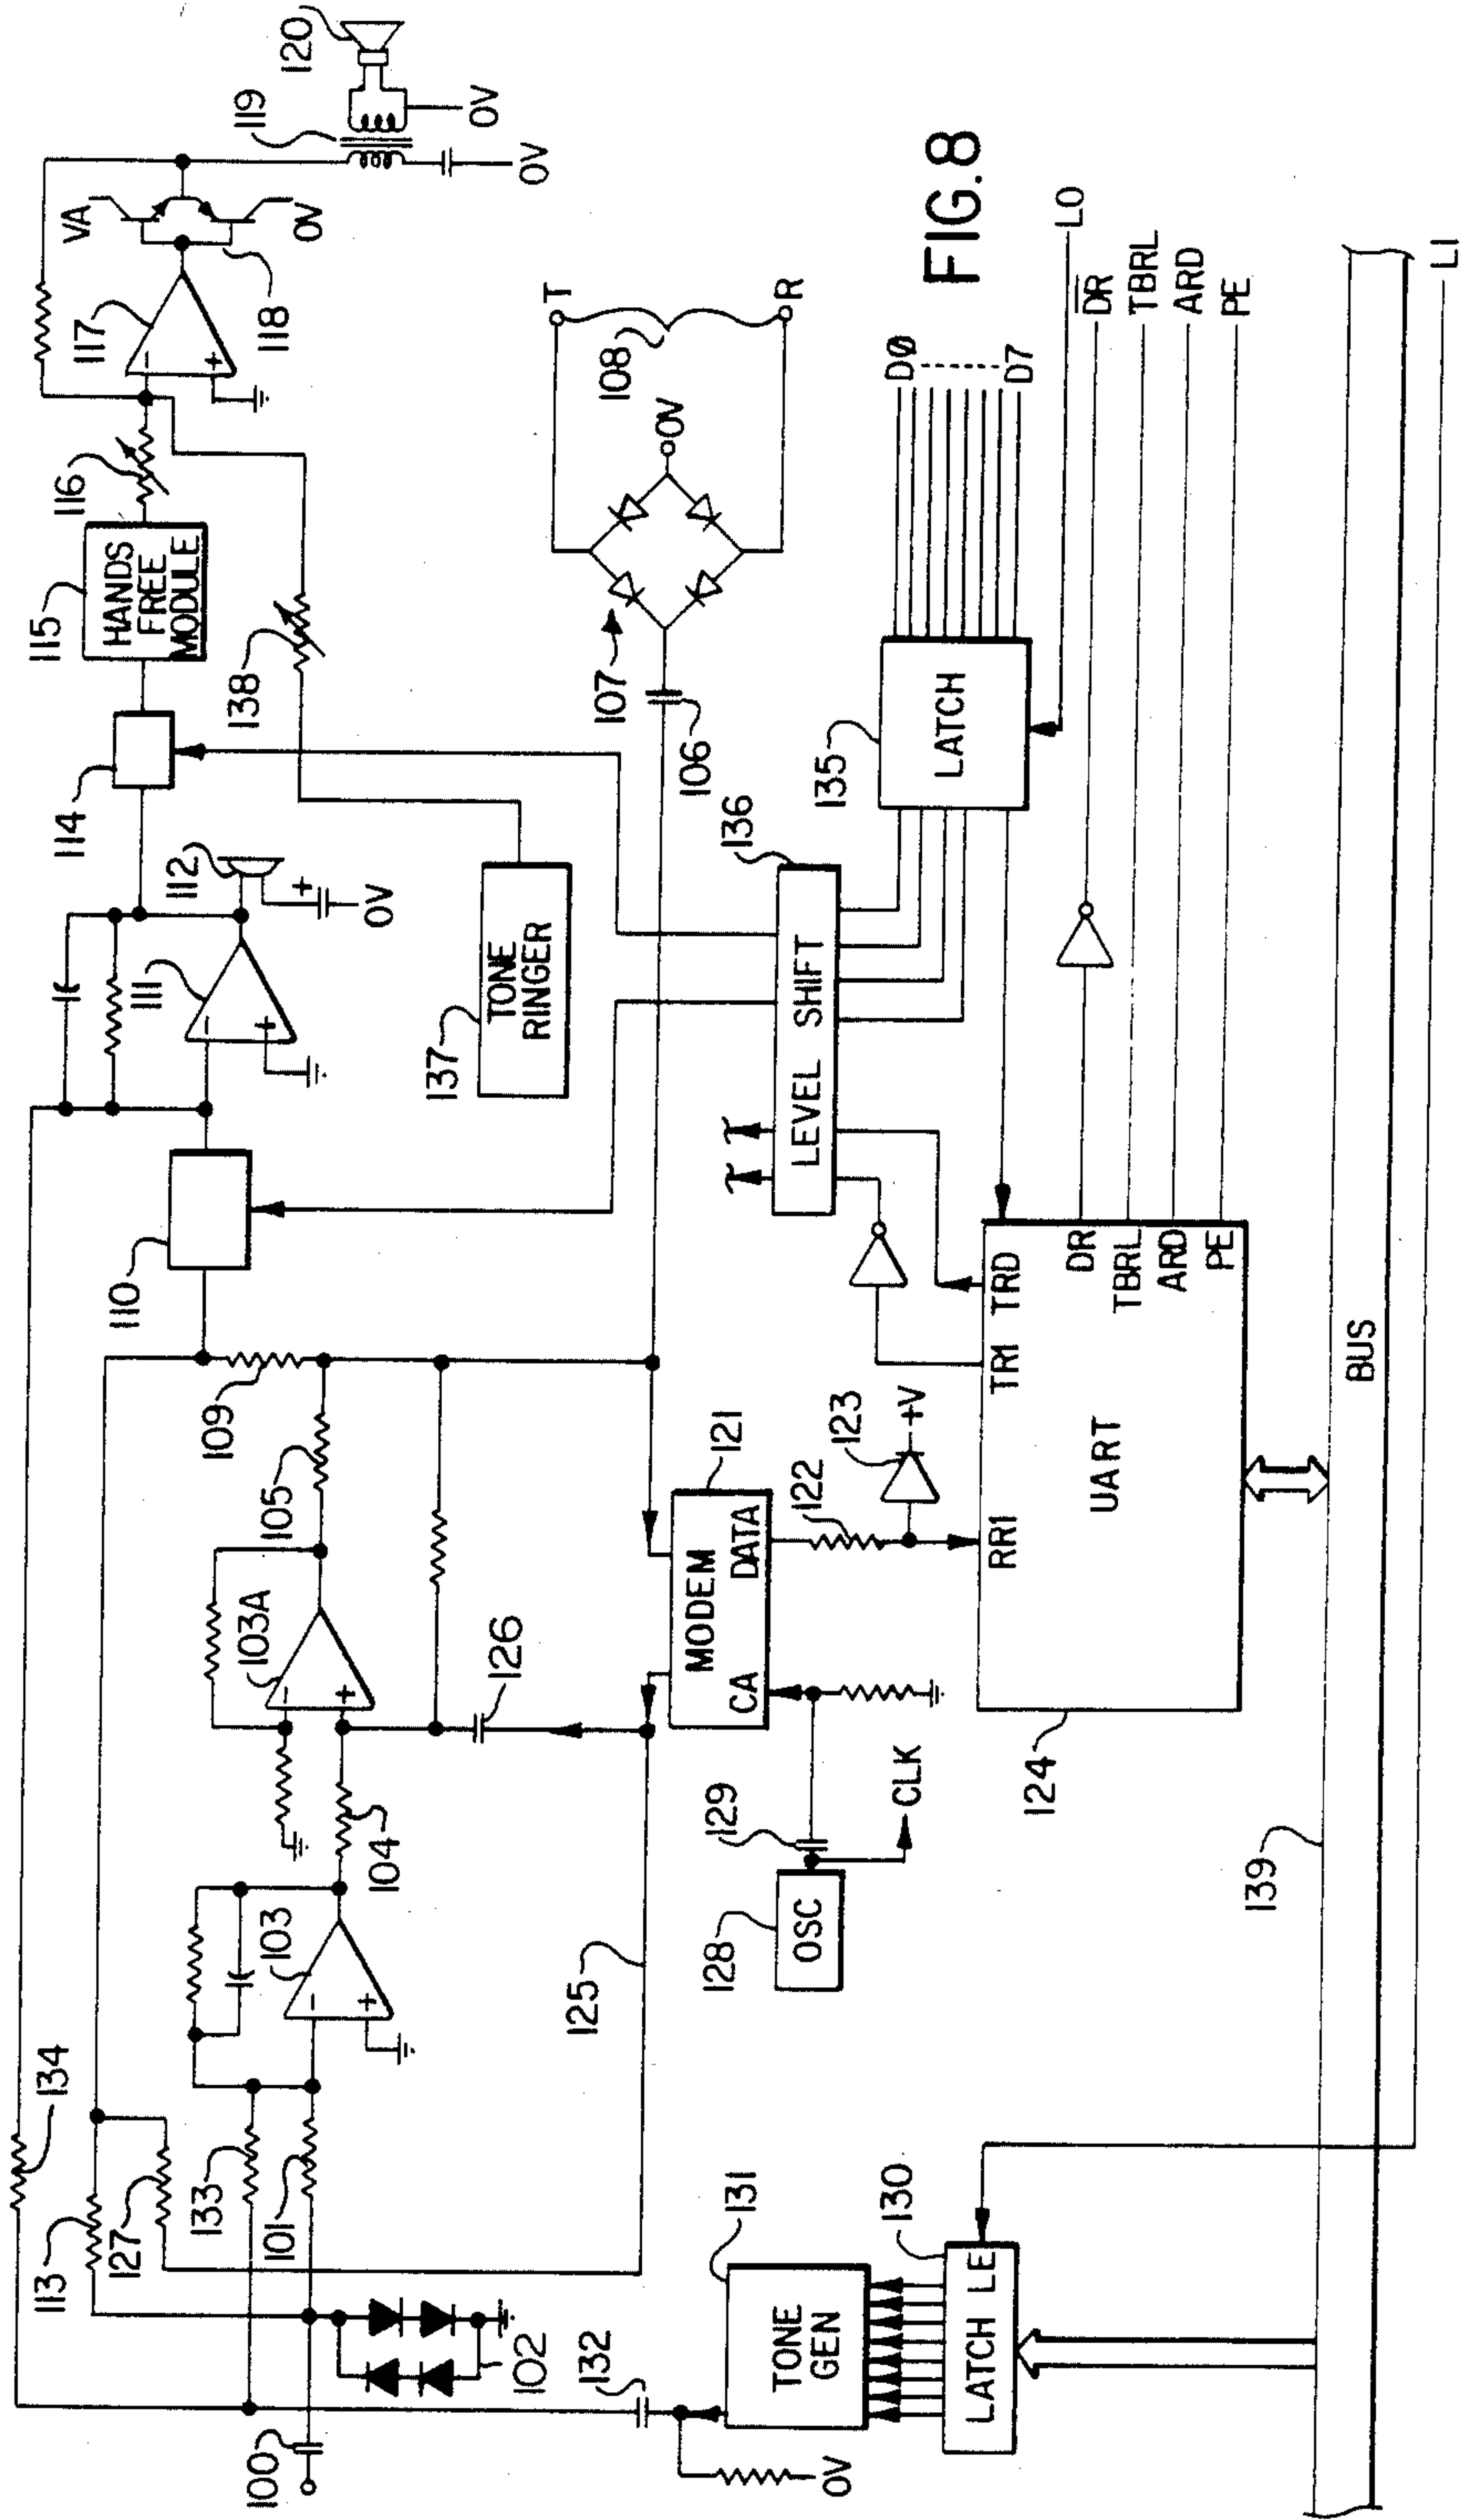 FIG.8
134
113
127
133
101
100
102
132
0V
131
TONE
GEN
130
LATCH LE
103
-
+
104
103A
-
+
105
109
125
126
128
OSC
129
CLK
121
MODEM
CA
DATA
122
123
+V
124
RR1
TR1
TRD
UART
DR
TBRL
ARD
PE
139
BUS
110
111
-
+
112
+
0V
114
115
HANDS
FREE
MODULE
116
117
-
+
118
VA
0V
119
0V
0V
120
137
TONE
RINGER
138
106
107
0V
108
T
R
136
LEVEL SHIFT
135
LATCH
DØ
D7
LO
DR
TBRL
ARD
PE
LI